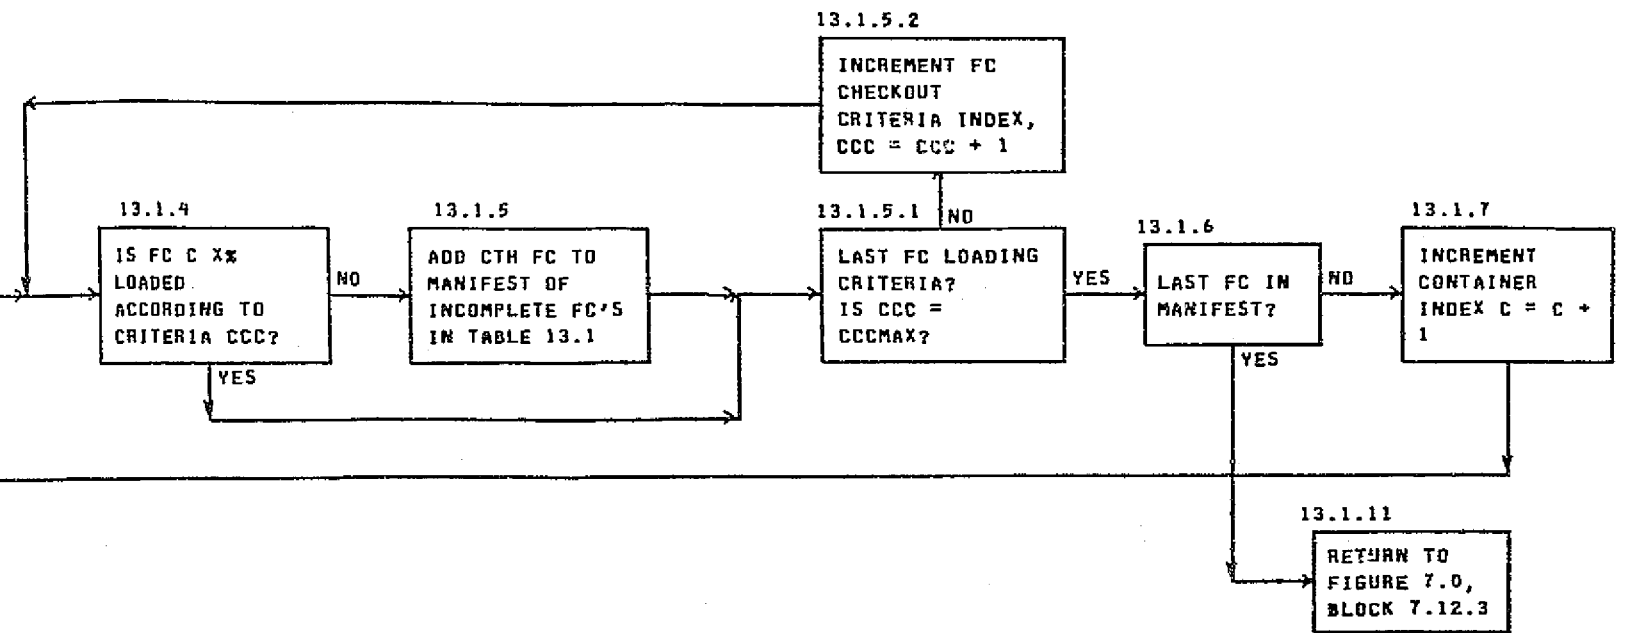 13.1.5.2
INCREMENT FC
CHECKOUT
CRITERIA INDEX,
CCC = CCC + 1
13.1.4
IS FC C X%
LOADED
ACCORDING TO
CRITERIA CCC?
NO
YES
13.1.5
ADD CTH FC TO
MANIFEST OF
INCOMPLETE FC'S
IN TABLE 13.1
13.1.5.1
NO
LAST FC LOADING
CRITERIA?
IS CCC =
CCCMAX?
YES
13.1.6
LAST FC IN
MANIFEST?
NO
YES
13.1.7
INCREMENT
CONTAINER
INDEX C = C +
1
13.1.11
RETURN TO
FIGURE 7.0,
BLOCK 7.12.3